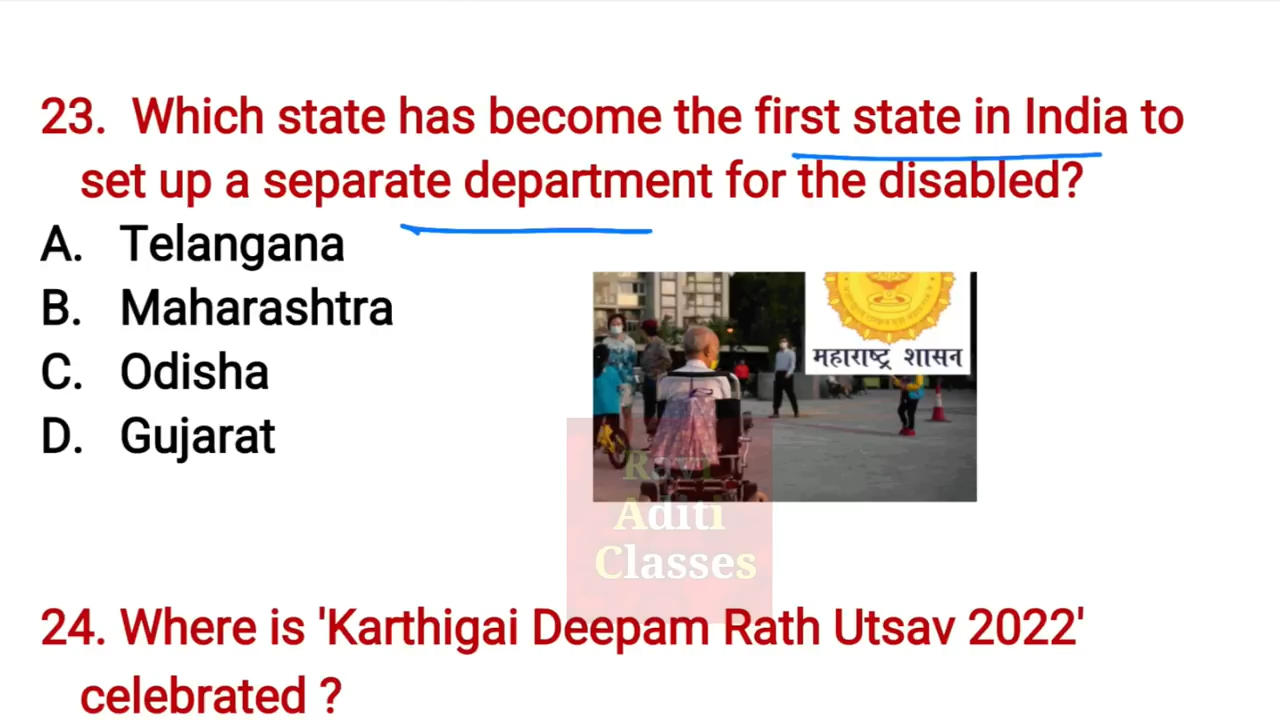 23. Which state has become the first state in India to
set up a separate department for the disabled?
A. Telangana
B. Maharashtra
C. Odisha
D. Gujarat
महाराष्ट्र शासन
Ravi
Aditi
Classes
24. Where is 'Karthigai Deepam Rath Utsav 2022'
celebrated ?